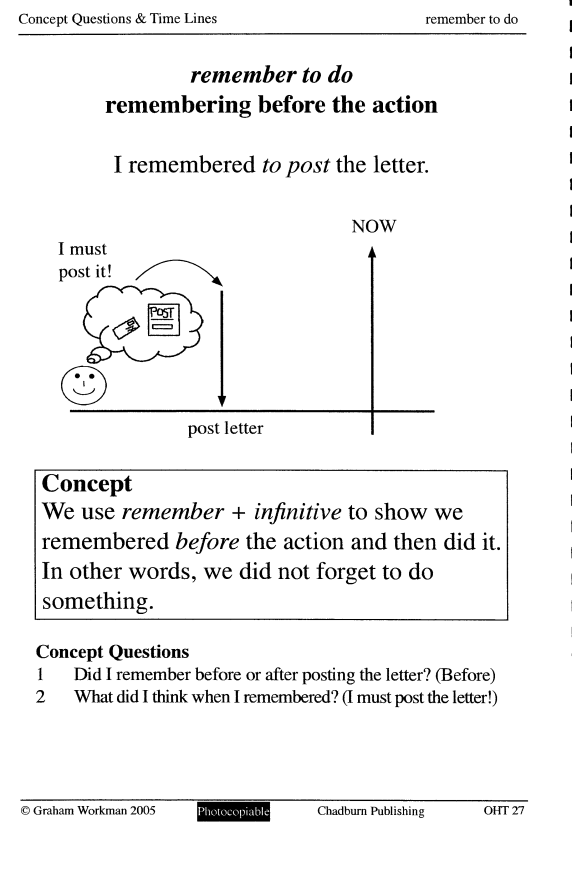 Concept Questions & Time Lines remember to do
remember to do
remembering before the action
I remembered to post the letter.
NOW
I must
post it!
POST
post letter
Concept
We use remember + infinitive to show we
remembered before the action and then did it.
In other words, we did not forget to do
something.
Concept Questions
1 Did I remember before or after posting the letter? (Before)
2 What did I think when I remembered? (I must post the letter!)
© Graham Workman 2005 Photocopiable Chadburn Publishing OHT 27